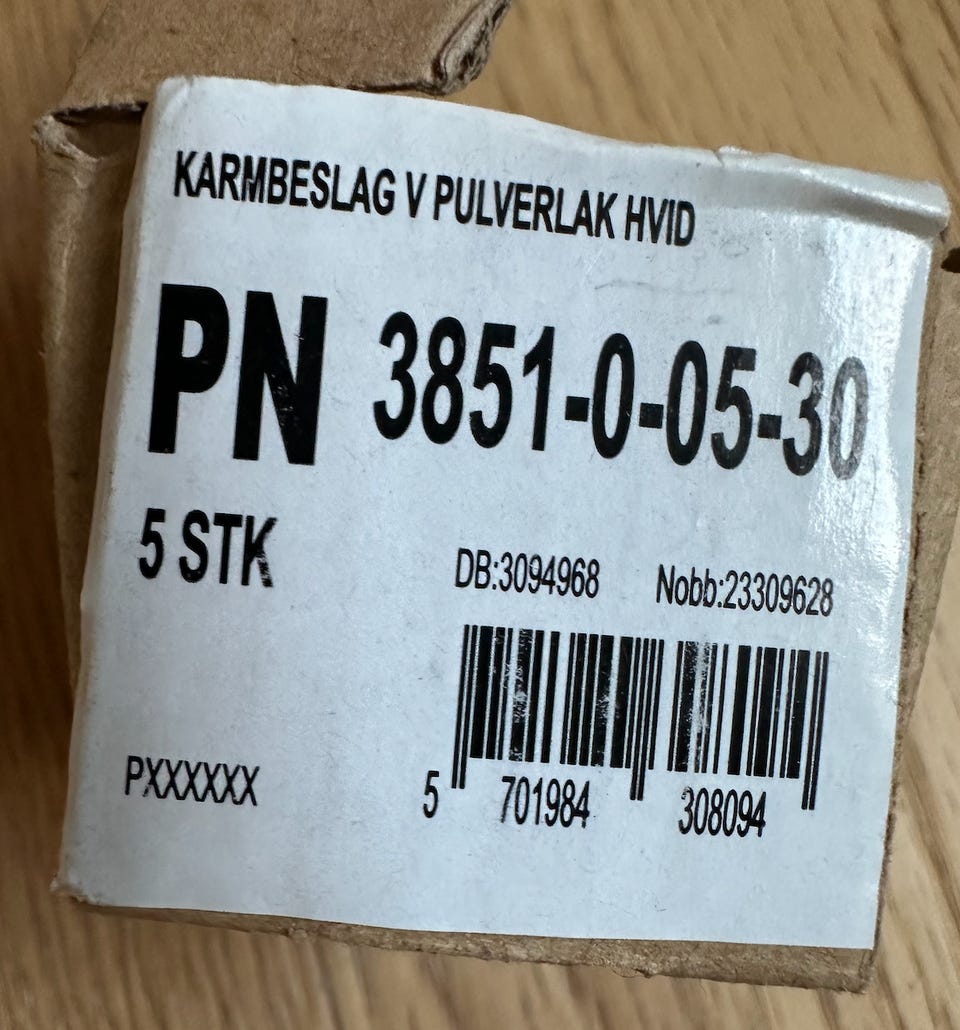 KARMBESLAG V PULVERLAK HVID
PN 3851-0-05-30
5 STK
DB:3094968 Nobb:23309628
PXXXXXX
5 701984 308094